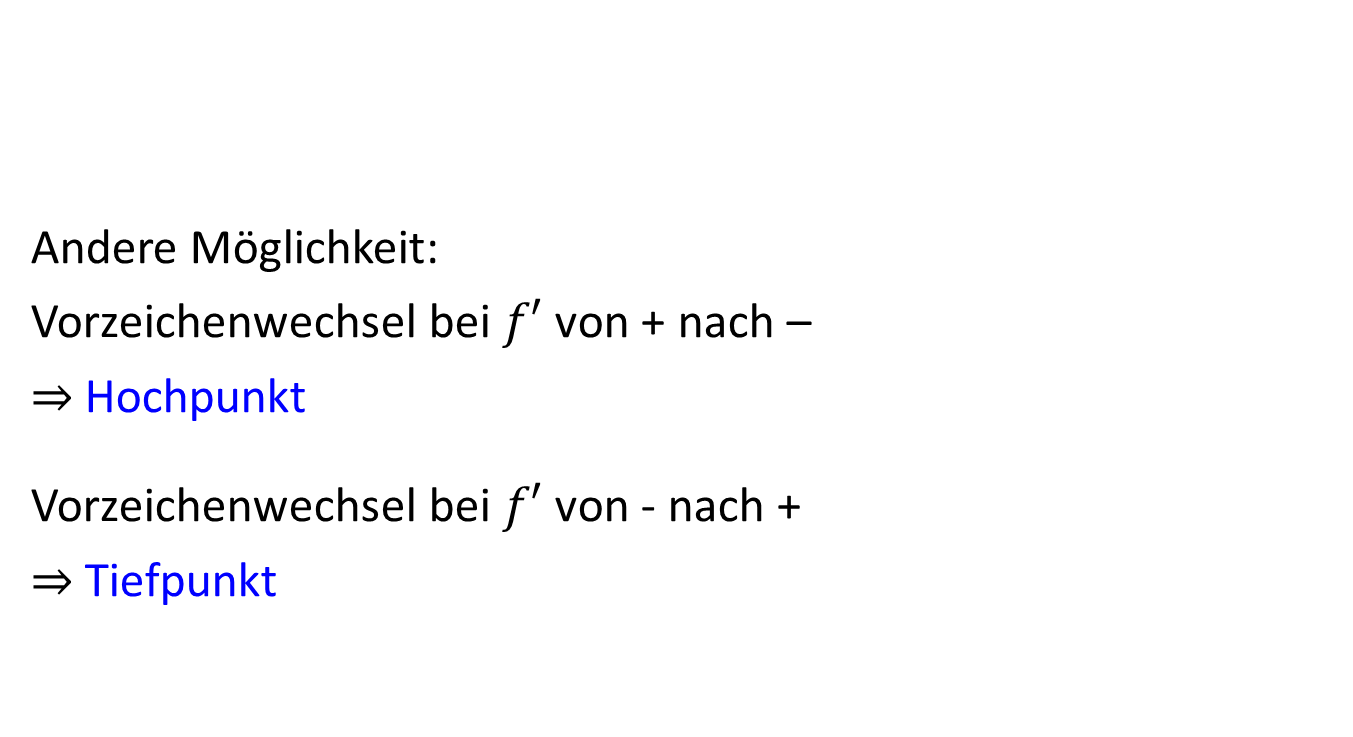 Andere Möglichkeit:
Vorzeichenwechsel bei f′ von + nach –
⇒ Hochpunkt
Vorzeichenwechsel bei f′ von - nach +
⇒ Tiefpunkt